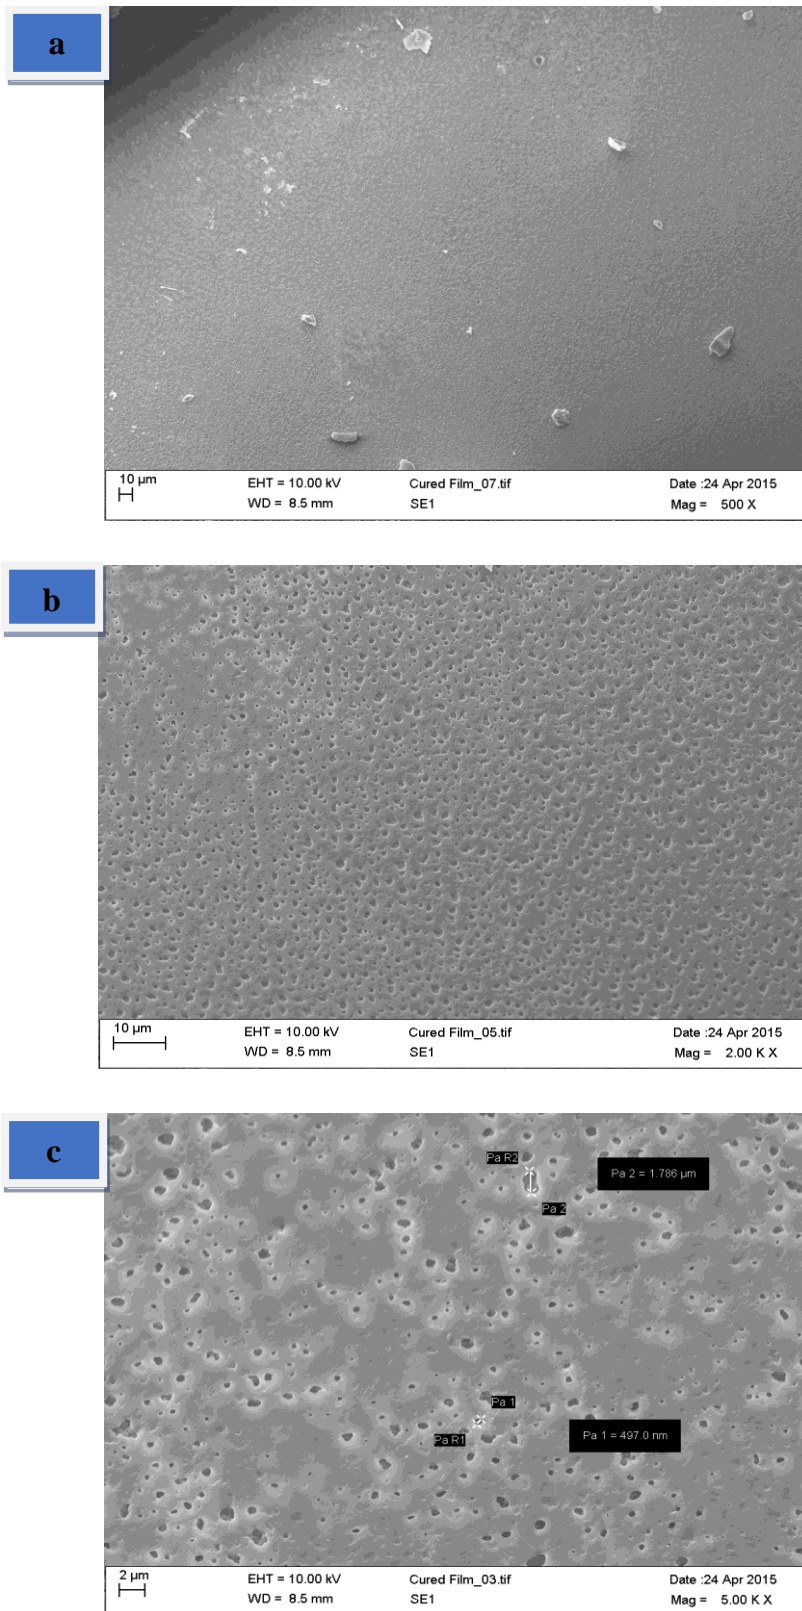 a
10 µm EHT = 10.00 kV Cured Film_07.tif Date :24 Apr 2015
WD = 8.5 mm SE1 Mag = 500 X
b
10 µm EHT = 10.00 kV Cured Film_05.tif Date :24 Apr 2015
WD = 8.5 mm SE1 Mag = 2.00 K X
c
Pa R2
Pa 2 = 1.786 µm
Pa 2
Pa 1
Pa R1
Pa 1 = 497.0 nm
2 µm EHT = 10.00 kV Cured Film_03.tif Date :24 Apr 2015
WD = 8.5 mm SE1 Mag = 5.00 K X